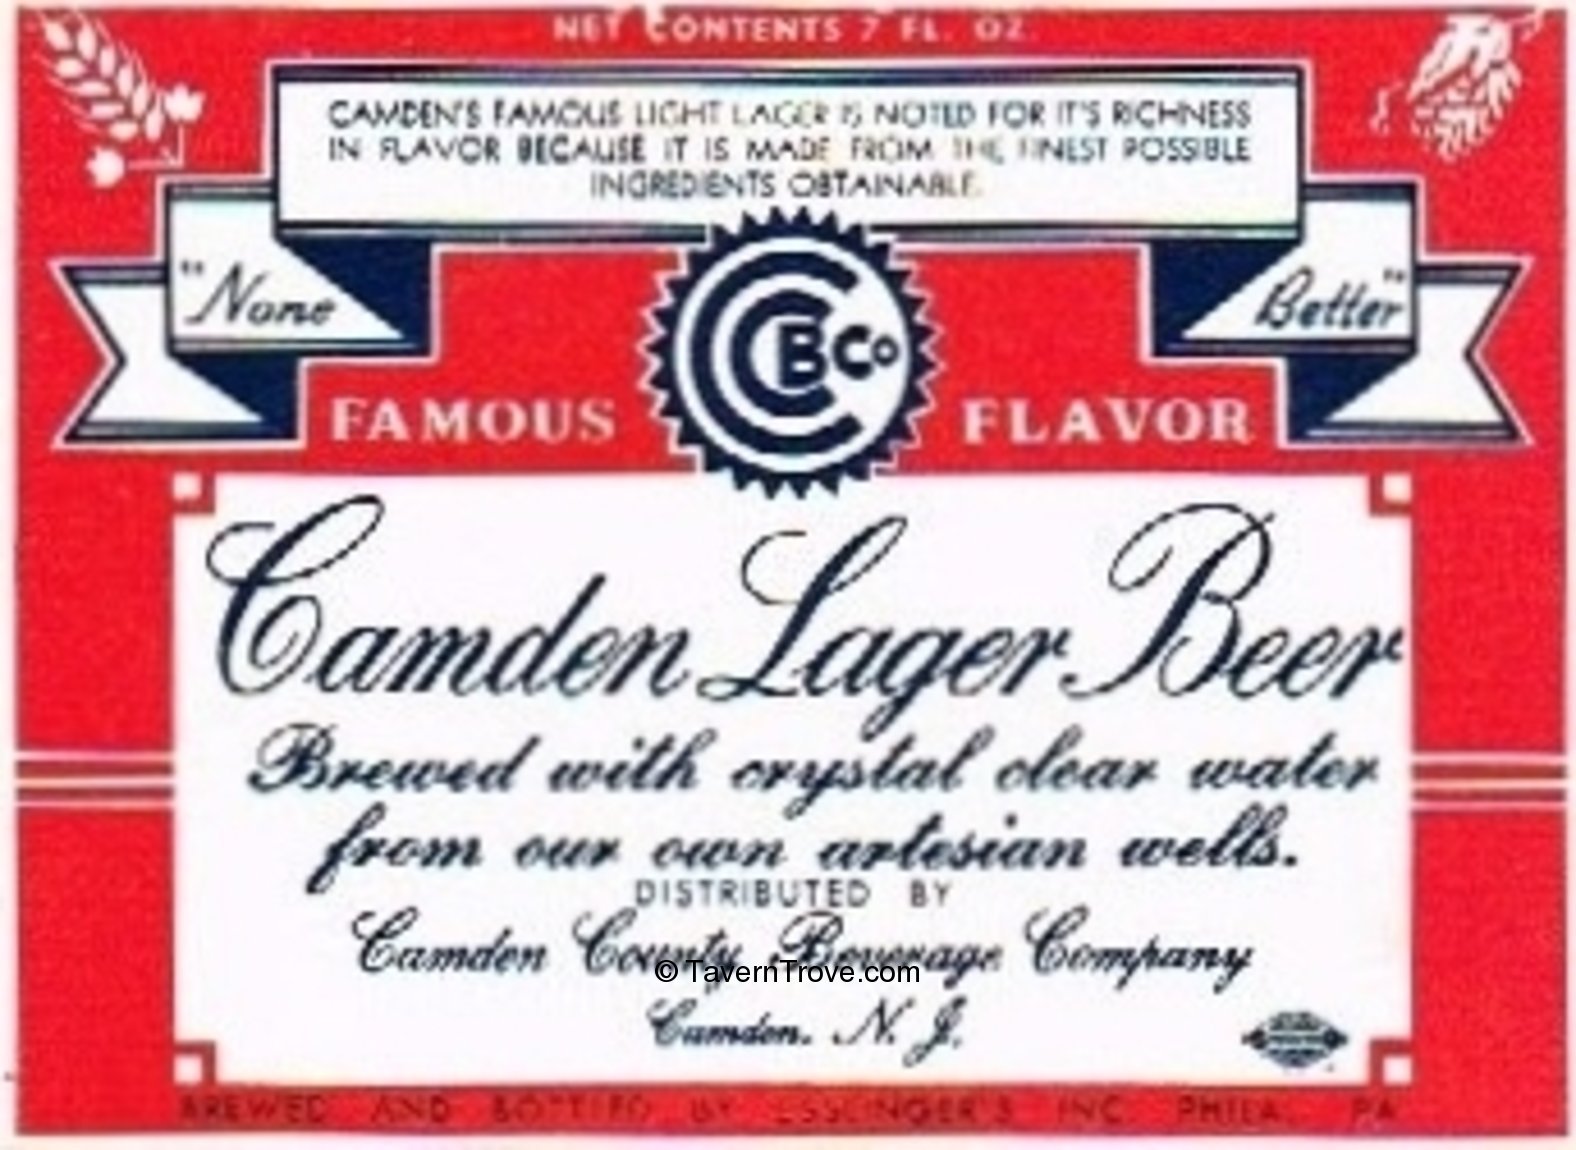 NET CONTENTS 7 FL. OZ.
CAMDEN'S FAMOUS LIGHT LAGER IS NOTED FOR IT'S RICHNESS
IN FLAVOR BECAUSE IT IS MADE FROM THE FINEST POSSIBLE
INGREDIENTS OBTAINABLE.
"None
Better"
CCBCo
FAMOUS FLAVOR
Camden Lager Beer
Brewed with crystal clear water
from our own artesian wells.
DISTRIBUTED BY
Camden County Beverage Company
© TavernTrove.com
Camden, N. J.
BREWED AND BOTTLED BY ESSLINGER'S INC. PHILA. PA.